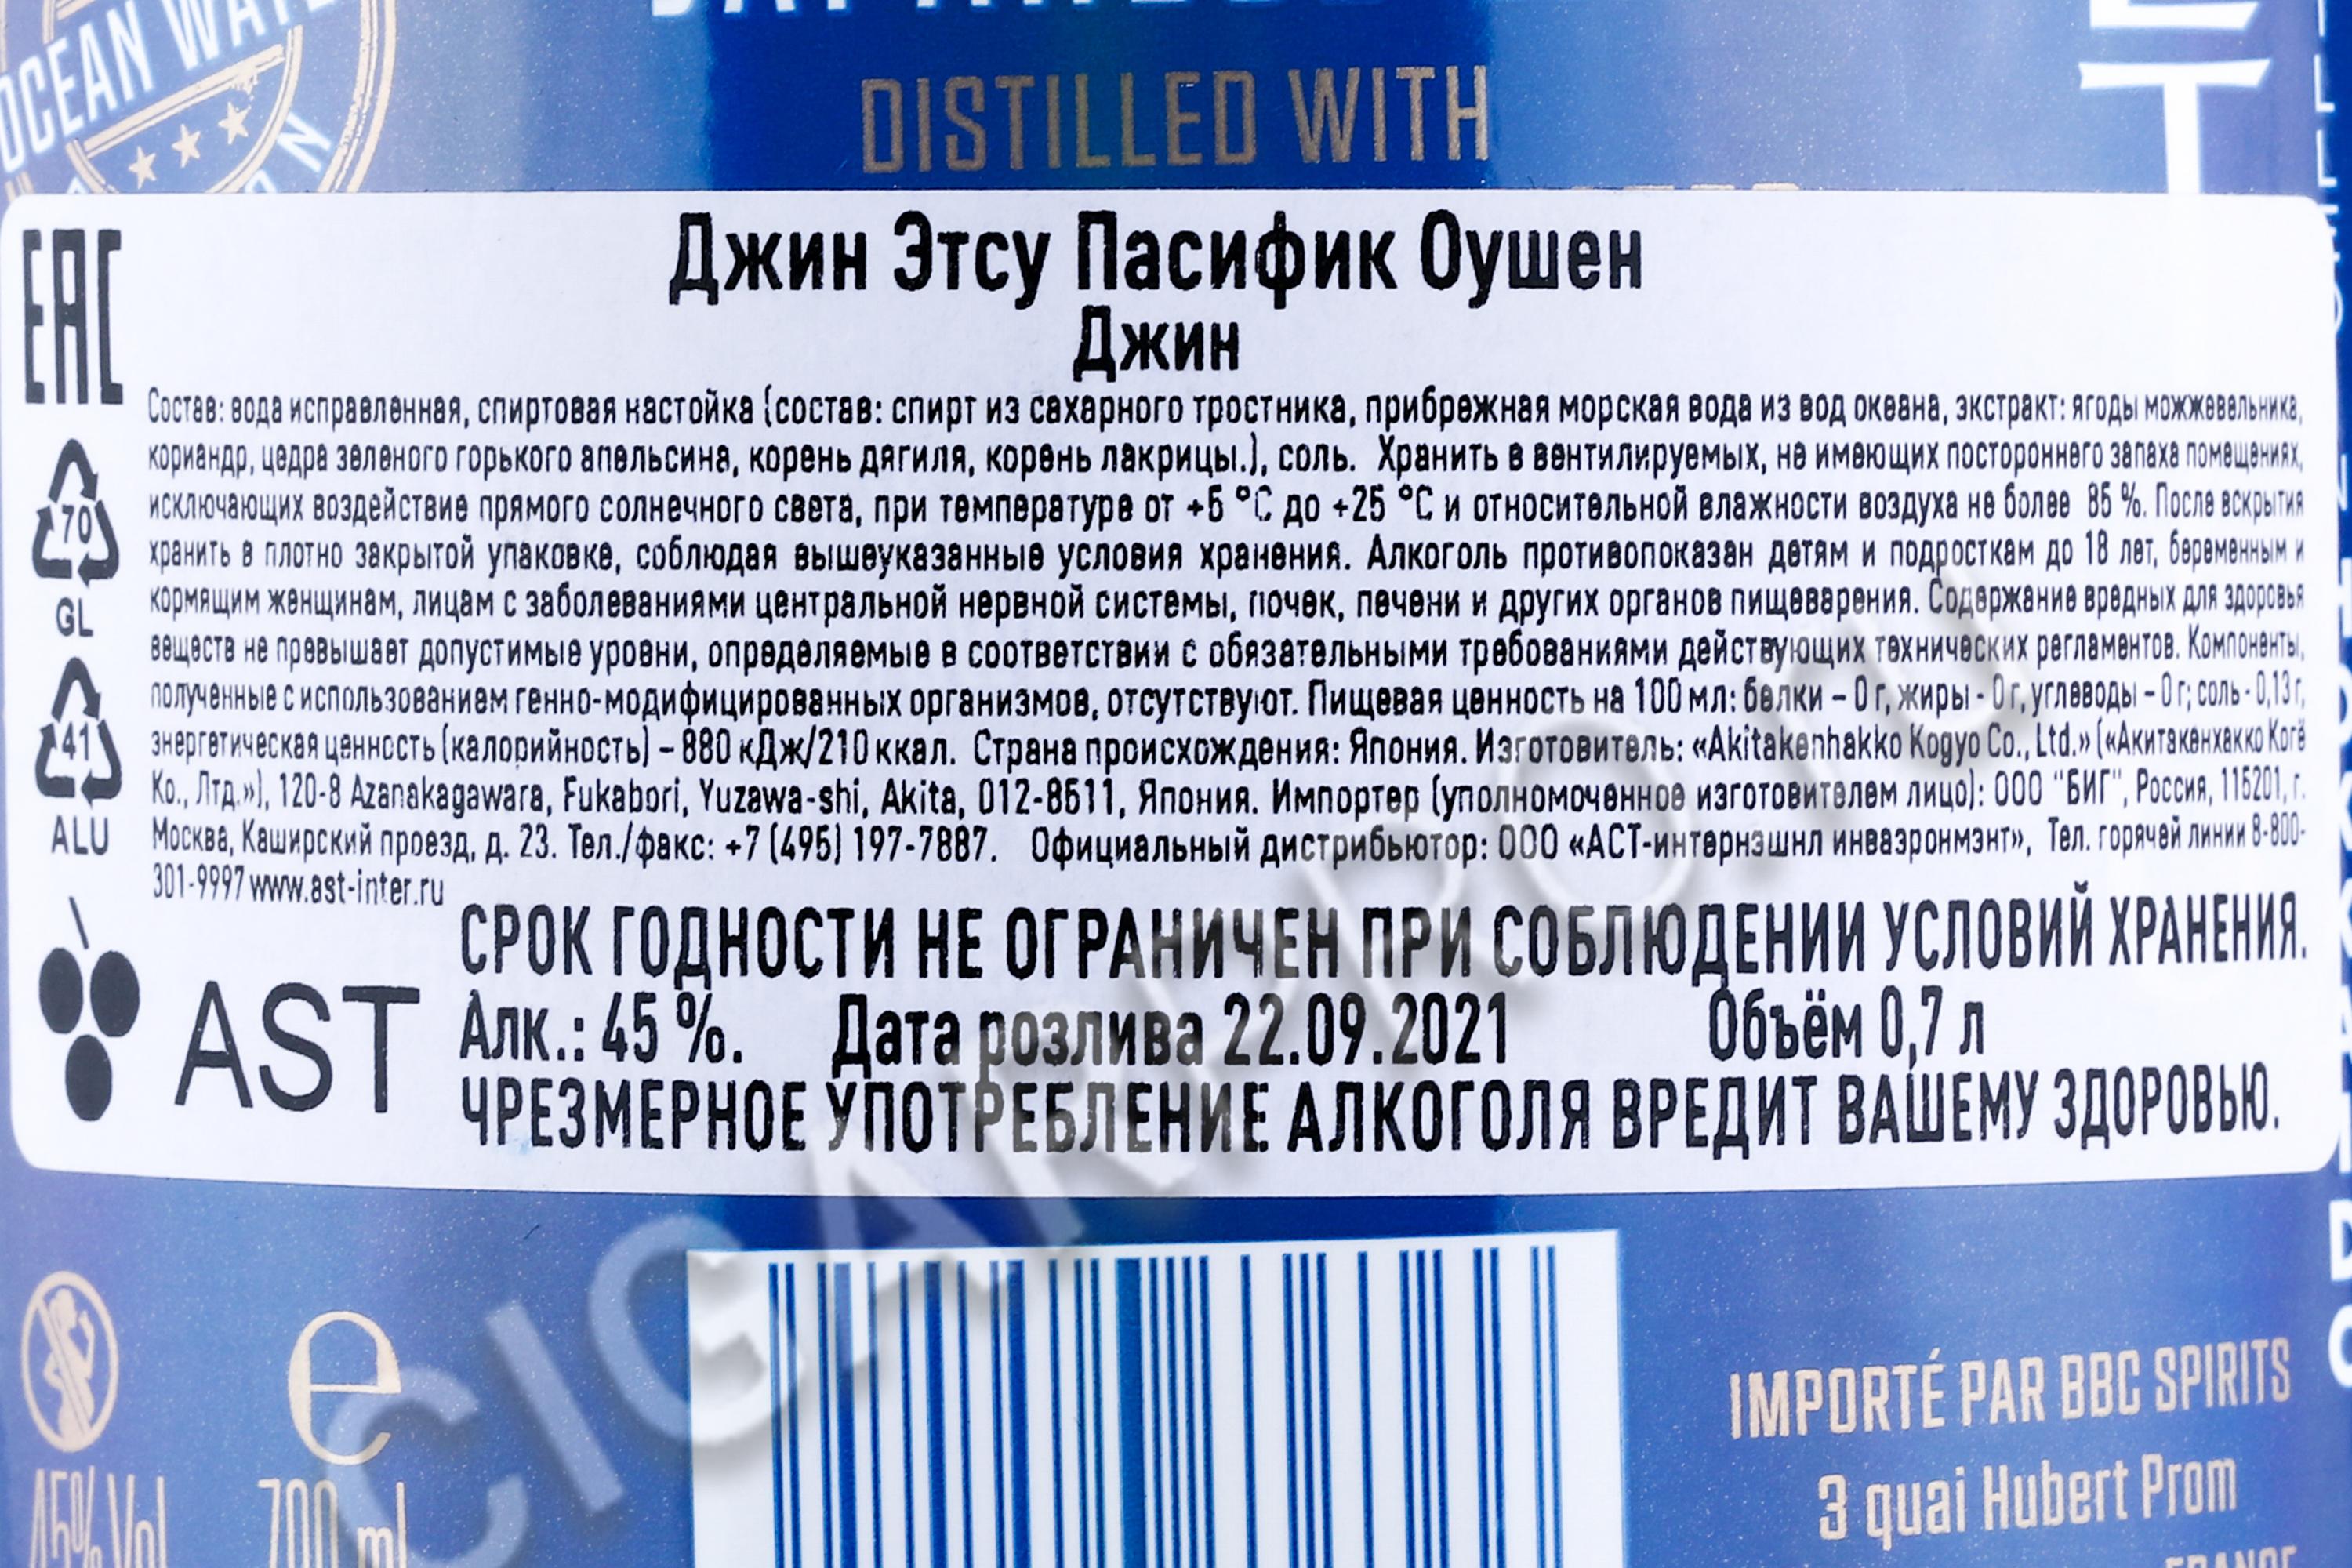 OCEAN WAT
DISTILLED WITH
ЕАС
Джин Этсу Пасифик Оушен
Джин
Состав: вода исправленная, спиртовая настойка (состав: спирт из сахарного тростника, прибрежная морская вода из вод океана, экстракт: ягоды можжевельника,
кориандр, цедра зеленого горького апельсина, корень дягиля, корень лакрицы.), соль. Хранить в вентилируемых, не имеющих постороннего запаха помещениях,
исключающих воздействие прямого солнечного света, при температуре от +5 °С до +25 °С и относительной влажности воздуха не более 85 %. После вскрытия
хранить в плотно закрытой упаковке, соблюдая вышеуказанные условия хранения. Алкоголь противопоказан детям и подросткам до 18 лет, беременным и
кормящим женщинам, лицам с заболеваниями центральной нервной системы, почек, печени и других органов пищеварения. Содержание вредных для здоровья
веществ не превышает допустимые уровни, определяемые в соответствии с обязательными требованиями действующих технических регламентов. Компоненты,
полученные с использованием генно-модифицированных организмов, отсутствуют. Пищевая ценность на 100 мл: белки – 0 г, жиры - 0 г, углеводы – 0 г; соль - 0,13 г,
энергетическая ценность (калорийность) – 880 кДж/210 ккал. Страна происхождения: Япония. Изготовитель: «Akitakenhakko Kogyo Co., Ltd.» («Акитакенхакко Когё
Ко., Лтд.»), 120-8 Azanakagawara, Fukabori, Yuzawa-shi, Akita, 012-8511, Япония. Импортер (уполномоченное изготовителем лицо): ООО "БИГ", Россия, 115201, г.
Москва, Каширский проезд, д. 23. Тел./факс: +7 (495) 197-7887. Официальный дистрибьютор: ООО «АСТ-интернэшнл инваэронмэнт», Тел. горячей линии 8-800-
301-9997 www.ast-inter.ru
70
GL
41
ALU
AST
СРОК ГОДНОСТИ НЕ ОГРАНИЧЕН ПРИ СОБЛЮДЕНИИ УСЛОВИЙ ХРАНЕНИЯ.
Алк.: 45 %. Дата розлива 22.09.2021 Объём 0,7 л
ЧРЕЗМЕРНОЕ УПОТРЕБЛЕНИЕ АЛКОГОЛЯ ВРЕДИТ ВАШЕМУ ЗДОРОВЬЮ.
CIGARPRO.ru
e
45% Vol
700 ml
IMPORTÉ PAR BBC SPIRITS
3 quai Hubert Prom
FRANCE